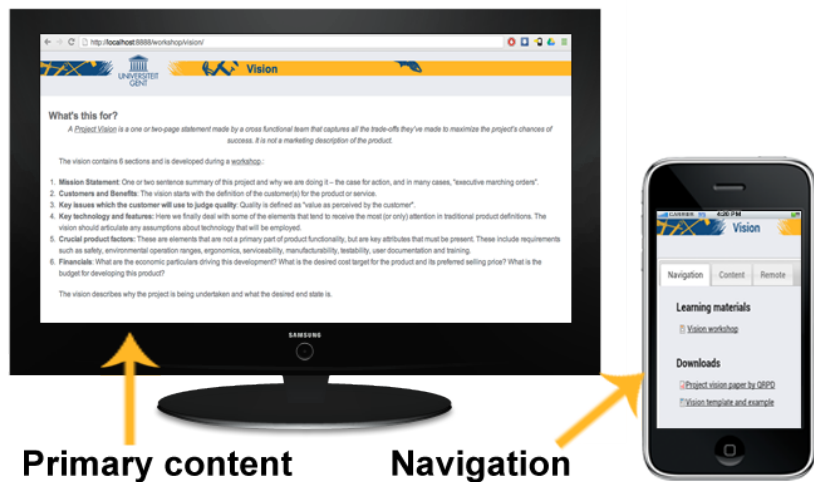 http://localhost:8888/workshop/vision/
UNIVERSITEIT
GENT
Vision
What's this for?
A Project Vision is a one or two-page statement made by a cross functional team that captures all the trade-offs they've made to maximize the project's chances of
success. It is not a marketing description of the product.
The vision contains 6 sections and is developed during a workshop.:
1. Mission Statement: One or two sentence summary of this project and why we are doing it – the case for action, and in many cases, "executive marching orders".
2. Customers and Benefits: The vision starts with the definition of the customer(s) for the product or service.
3. Key issues which the customer will use to judge quality: Quality is defined as "value as perceived by the customer".
4. Key technology and features: Here we finally deal with some of the elements that tend to receive the most (or only) attention in traditional product definitions. The
vision should articulate any assumptions about technology that will be employed.
5. Crucial product factors: These are elements that are not a primary part of product functionality, but are key attributes that must be present. These include requirements
such as safety, environmental operation ranges, ergonomics, serviceability, manufacturability, testability, user documentation and training.
6. Financials: What are the economic particulars driving this development? What is the desired cost target for the product and its preferred selling price? What is the
budget for developing this product?
The vision describes why the project is being undertaken and what the desired end state is.
SAMSUNG
CARRIER 4:20 PM
Vision
Navigation Content Remote
Learning materials
Vision workshop
Downloads
Project vision paper by QRPD
Vision template and example
Primary content
Navigation